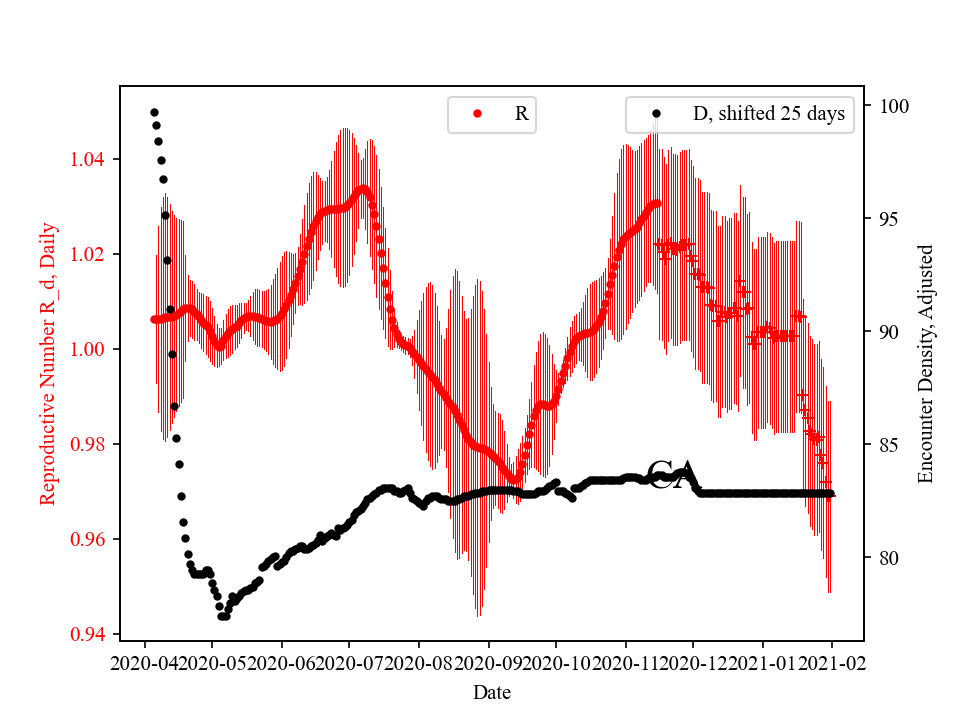 R
D, shifted 25 days
1.04
1.02
1.00
0.98
0.96
0.94
Reproductive Number R_d, Daily
100
95
90
85
80
Encounter Density, Adjusted
CA
2020-04 2020-05 2020-06 2020-07 2020-08 2020-09 2020-10 2020-11 2020-12 2021-01 2021-02
Date